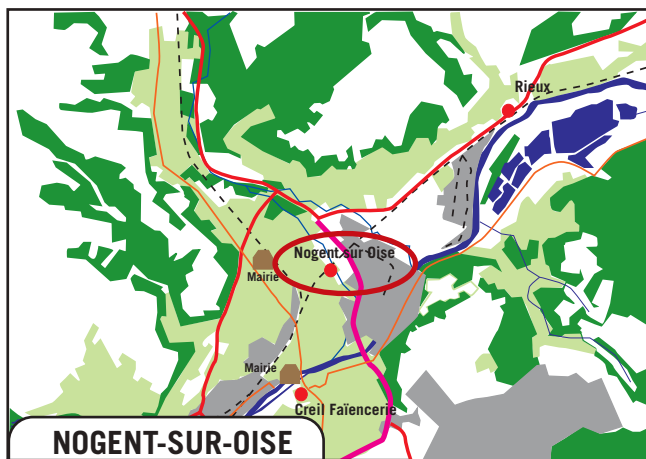 Rieux
Nogent sur Oise
Mairie
Mairie
Creil Faïencerie
NOGENT-SUR-OISE